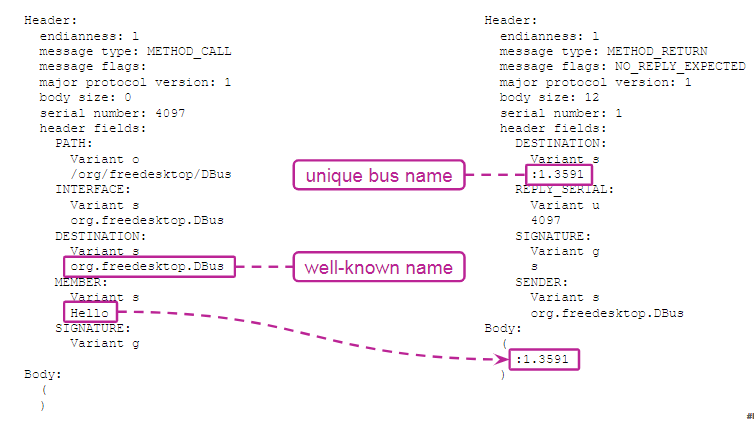 Header:
endianness: l
message type: METHOD_CALL
message flags:
major protocol version: 1
body size: 0
serial number: 4097
header fields:
PATH:
Variant o
/org/freedesktop/DBus
INTERFACE:
Variant s
org.freedesktop.DBus
DESTINATION:
Variant s
org.freedesktop.DBus
MEMBER:
Variant s
Hello
SIGNATURE:
Variant g
Body:
(
)
unique bus name
well-known name
Header:
endianness: l
message type: METHOD_RETURN
message flags: NO_REPLY_EXPECTED
major protocol version: 1
body size: 12
serial number: 1
header fields:
DESTINATION:
Variant s
:1.3591
REPLY_SERIAL:
Variant u
4097
SIGNATURE:
Variant g
s
SENDER:
Variant s
org.freedesktop.DBus
Body:
(
:1.3591
)